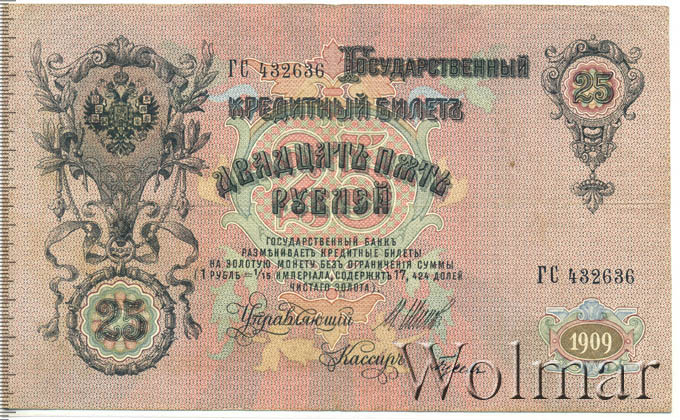 ГС 432636
Государственный
25
Кредитный Билетъ
Двадцать пять
рублей
25
Государственный Банкъ
размѣниваетъ кредитные билеты
на золотую монету безъ ограниченія суммы
(1 рубль = 1/15 имперіала, содержитъ 17,424 долей
чистаго золота).
ГС 432636
25
Управляющій
Кассиръ
1909
Wolmar